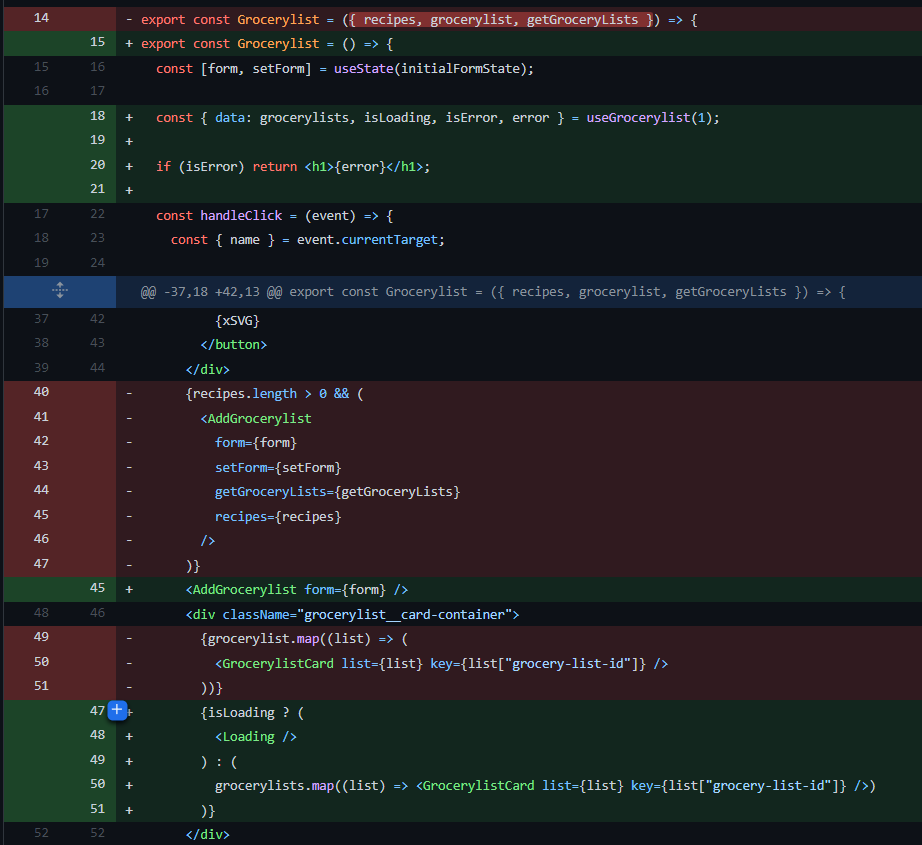 14 - export const Grocerylist = ({ recipes, grocerylist, getGroceryLists }) => {
15 + export const Grocerylist = () => {
15 16 const [form, setForm] = useState(initialFormState);
16 17
18 + const { data: grocerylists, isLoading, isError, error } = useGrocerylist(1);
19 +
20 + if (isError) return <h1>{error}</h1>;
21 +
17 22 const handleClick = (event) => {
18 23 const { name } = event.currentTarget;
19 24
@@ -37,18 +42,13 @@ export const Grocerylist = ({ recipes, grocerylist, getGroceryLists }) => {
37 42 {xSVG}
38 43 </button>
39 44 </div>
40 - {recipes.length > 0 && (
41 - <AddGrocerylist
42 - form={form}
43 - setForm={setForm}
44 - getGroceryLists={getGroceryLists}
45 - recipes={recipes}
46 - />
47 - )}
45 + <AddGrocerylist form={form} />
48 46 <div className="grocerylist__card-container">
49 - {grocerylist.map((list) => (
50 - <GrocerylistCard list={list} key={list["grocery-list-id"]} />
51 - ))}
47 + {isLoading ? (
48 + <Loading />
49 + ) : (
50 + grocerylists.map((list) => <GrocerylistCard list={list} key={list["grocery-list-id"]} />)
51 + )}
52 52 </div>